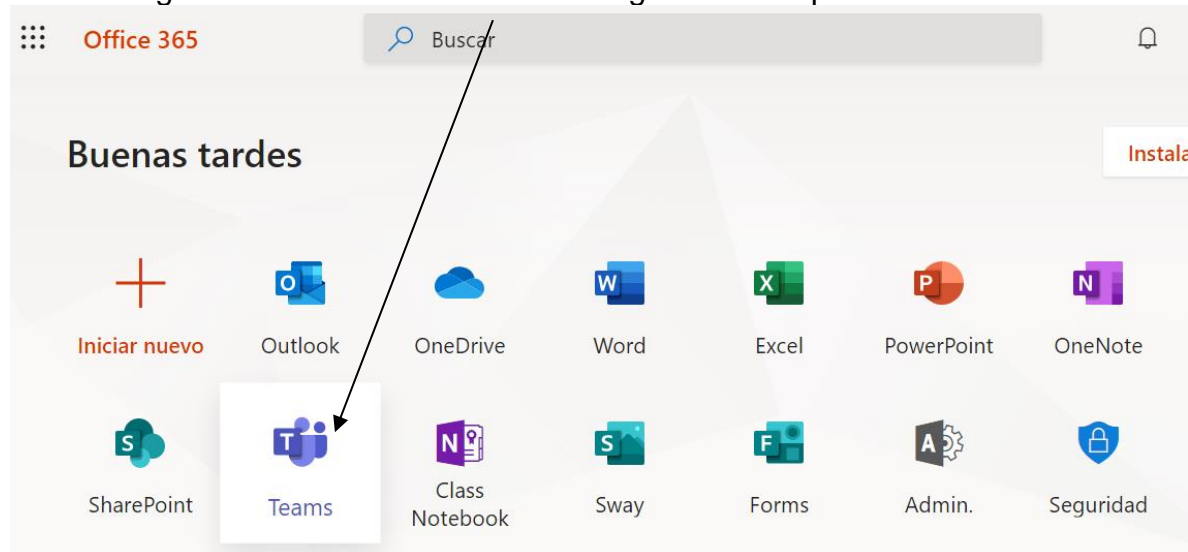 Office 365
Buscar
Buenas tardes
Instala
Iniciar nuevo
Outlook
OneDrive
Word
Excel
PowerPoint
OneNote
SharePoint
Teams
Class
Notebook
Sway
Forms
Admin.
Seguridad